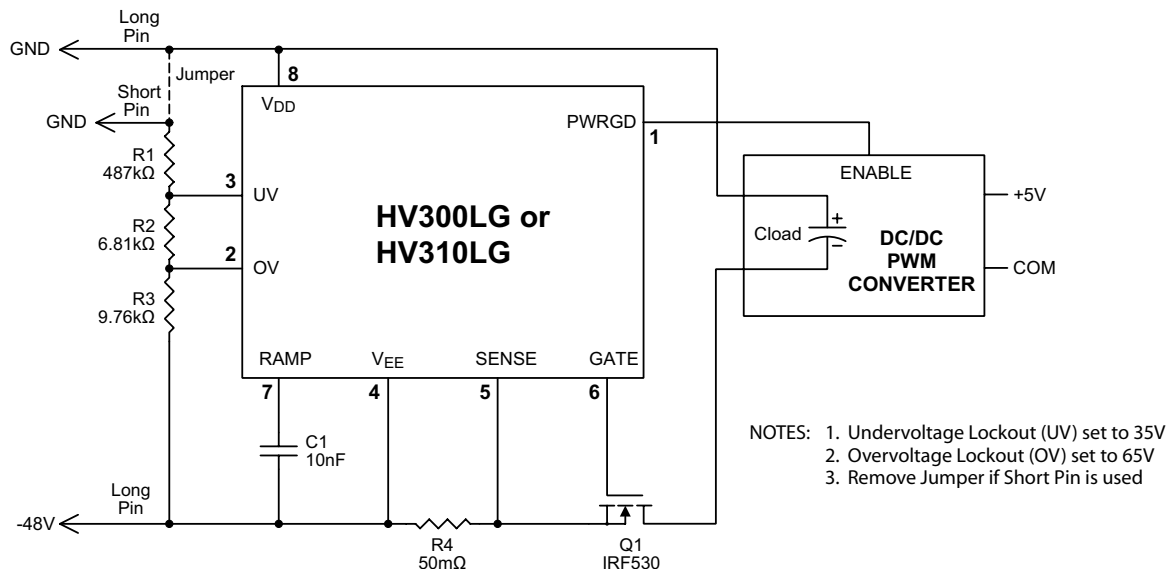 Long
Pin
GND
Jumper
Short
Pin
GND
8
VDD
PWRGD
1
R1
487kΩ
3
UV
ENABLE
+5V
R2
6.81kΩ
HV300LG or
HV310LG
Cload
+
–
DC/DC
PWM
CONVERTER
2
OV
COM
R3
9.76kΩ
RAMP
VEE
SENSE
GATE
7
4
5
6
C1
10nF
NOTES: 1. Undervoltage Lockout (UV) set to 35V
2. Overvoltage Lockout (OV) set to 65V
3. Remove Jumper if Short Pin is used
Long
Pin
-48V
R4
50mΩ
Q1
IRF530